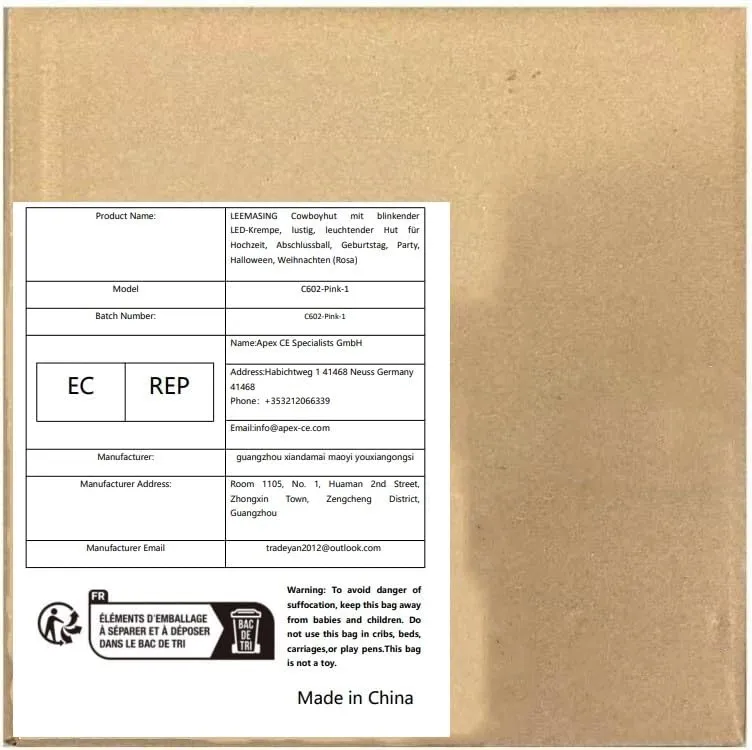 Product Name:
LEEMASING Cowboyhut mit blinkender
LED-Krempe, lustig, leuchtender Hut für
Hochzeit, Abschlussball, Geburtstag, Party,
Halloween, Weihnachten (Rosa)
Model
C602-Pink-1
Batch Number:
C602-Pink-1
EC REP
Name:Apex CE Specialists GmbH
Address:Habichtweg 1 41468 Neuss Germany
41468
Phone: +353212066339
Email:info@apex-ce.com
Manufacturer:
guangzhou xiandamai maoyi youxiangongsi
Manufacturer Address:
Room 1105, No. 1, Huaman 2nd Street,
Zhongxin Town, Zengcheng District,
Guangzhou
Manufacturer Email
tradeyan2012@outlook.com
FR
ÉLÉMENTS D'EMBALLAGE
À SÉPARER ET À DÉPOSER
DANS LE BAC DE TRI
BAC
DE
TRI
Warning: To avoid danger of
suffocation, keep this bag away
from babies and children. Do
not use this bag in cribs, beds,
carriages,or play pens.This bag
is not a toy.
Made in China